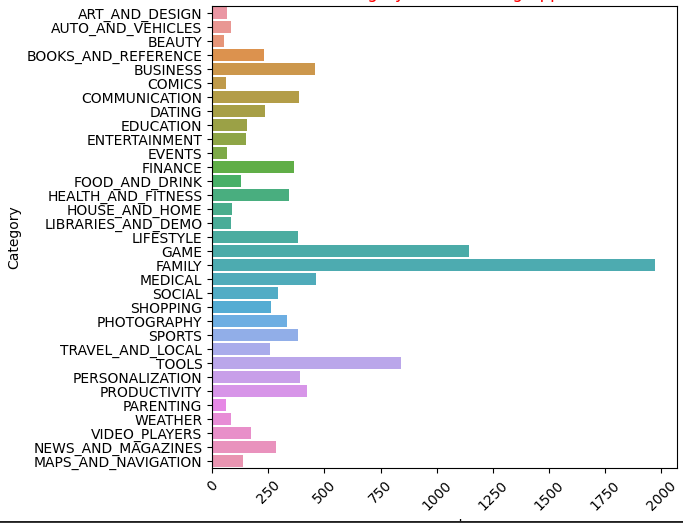 ART_AND_DESIGN
AUTO_AND_VEHICLES
BEAUTY
BOOKS_AND_REFERENCE
BUSINESS
COMICS
COMMUNICATION
DATING
EDUCATION
ENTERTAINMENT
EVENTS
FINANCE
FOOD_AND_DRINK
HEALTH_AND_FITNESS
HOUSE_AND_HOME
LIBRARIES_AND_DEMO
LIFESTYLE
GAME
FAMILY
MEDICAL
SOCIAL
SHOPPING
PHOTOGRAPHY
SPORTS
TRAVEL_AND_LOCAL
TOOLS
PERSONALIZATION
PRODUCTIVITY
PARENTING
WEATHER
VIDEO_PLAYERS
NEWS_AND_MAGAZINES
MAPS_AND_NAVIGATION
Category
0 250 500 750 1000 1250 1500 1750 2000